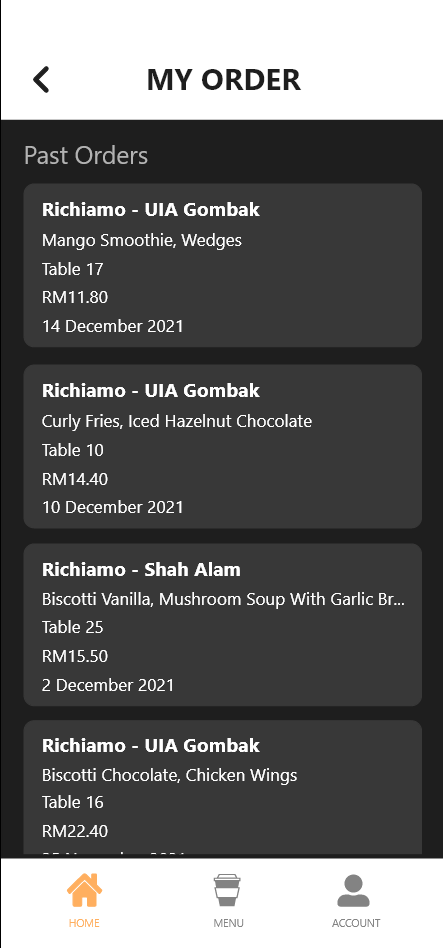 MY ORDER
Past Orders
Richiamo - UIA Gombak
Mango Smoothie, Wedges
Table 17
RM11.80
14 December 2021
Richiamo - UIA Gombak
Curly Fries, Iced Hazelnut Chocolate
Table 10
RM14.40
10 December 2021
Richiamo - Shah Alam
Biscotti Vanilla, Mushroom Soup With Garlic Br...
Table 25
RM15.50
2 December 2021
Richiamo - UIA Gombak
Biscotti Chocolate, Chicken Wings
Table 16
RM22.40
HOME
MENU
ACCOUNT